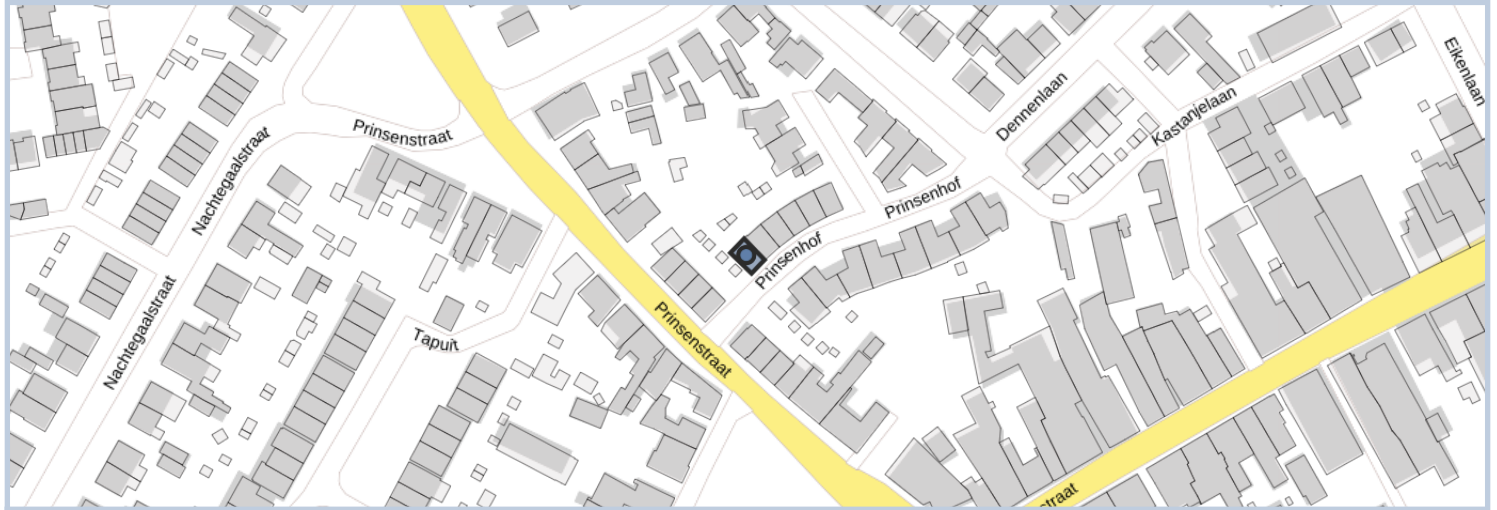 Eikenlaan
Dennenlaan
Kastanjelaan
Prinsenstraat
Nachtegaalstraat
Prinsenhof
Prinsenhof
Nachtegaalstraat
Prinsenstraat
Tapuit
straat